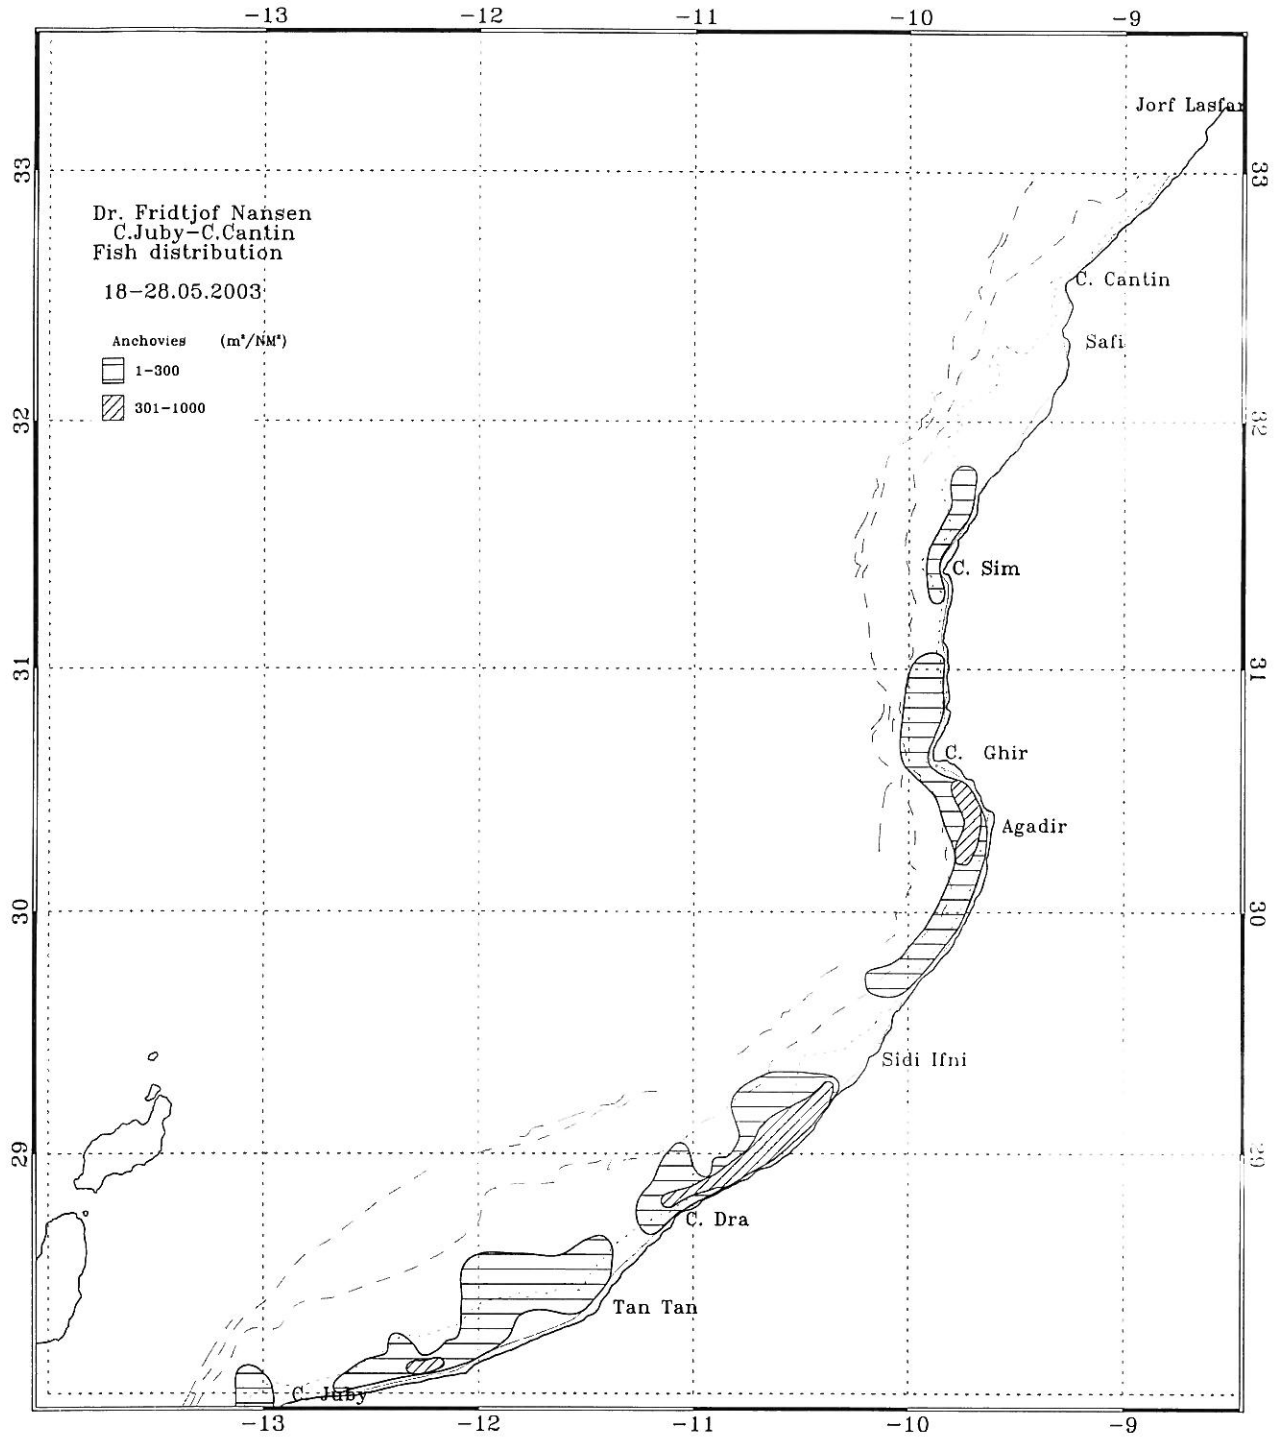 -13 -12 -11 -10 -9
Jorf Lasfar
33 33
Dr. Fridtjof Nansen
C.Juby-C.Cantin
Fish distribution
C. Cantin
18-28.05.2003
Anchovies (m²/NM²)
Safi
1-300
301-1000
32 32
C. Sim
31 31
C. Ghir
Agadir
30 30
Sidi Ifni
29 29
C. Dra
Tan Tan
C. Juby
-13 -12 -11 -10 -9